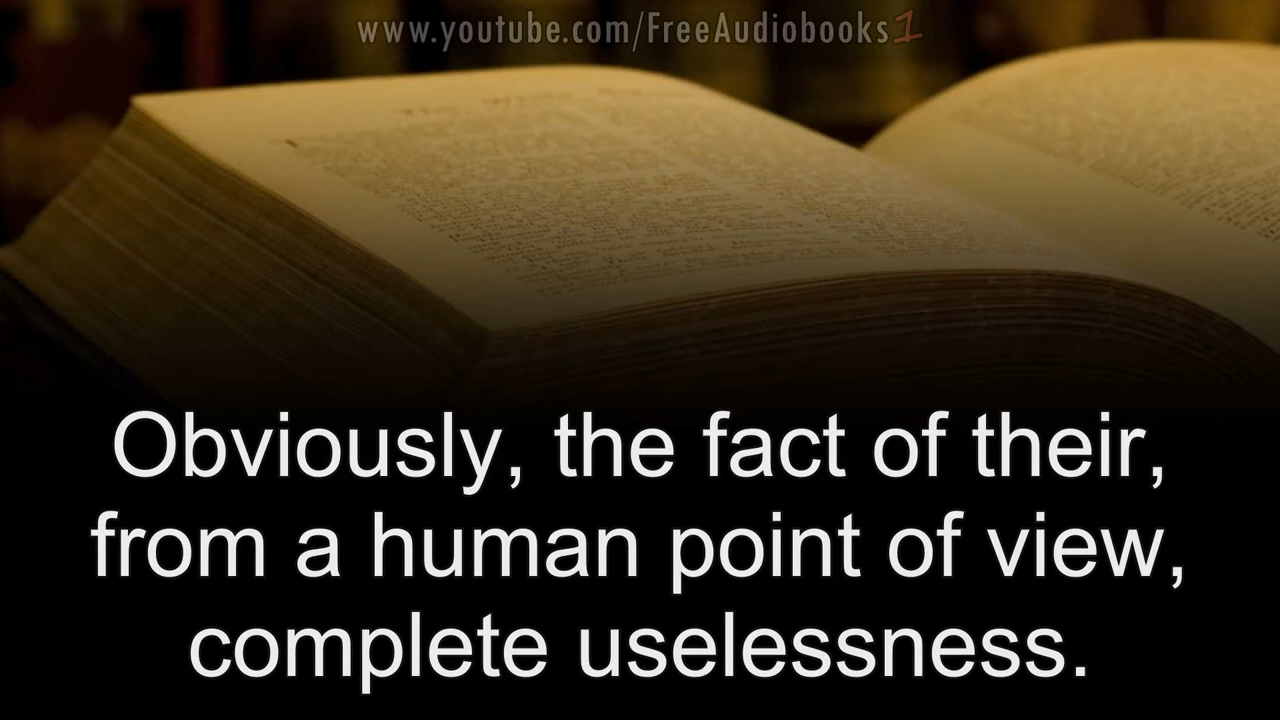 www.youtube.com/FreeAudiobooks1
Obviously, the fact of their,
from a human point of view,
complete uselessness.